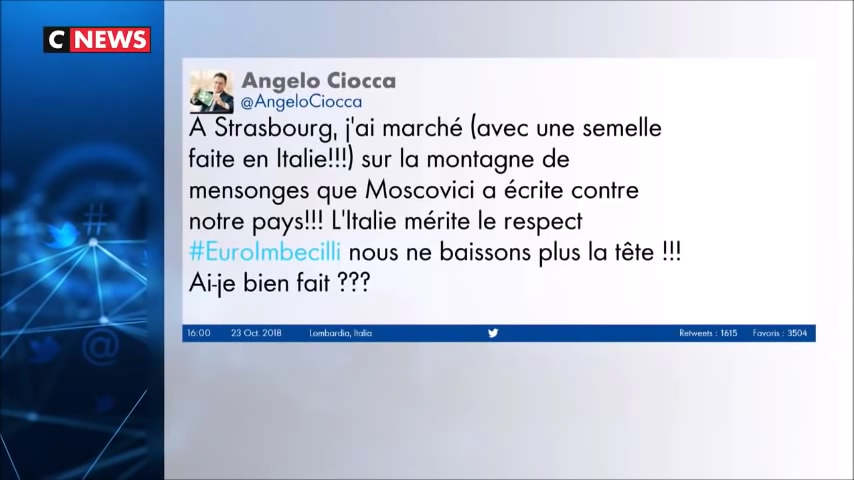 CNEWS
Angelo Ciocca
@AngeloCiocca
A Strasbourg, j'ai marché (avec une semelle
faite en Italie!!!) sur la montagne de
mensonges que Moscovici a écrite contre
notre pays!!! L'Italie mérite le respect
#EuroImbecilli nous ne baissons plus la tête !!!
Ai-je bien fait ???
16:00 23 Oct. 2018 Lombardia, Italia Retweets : 1615 Favoris : 3504
#
@